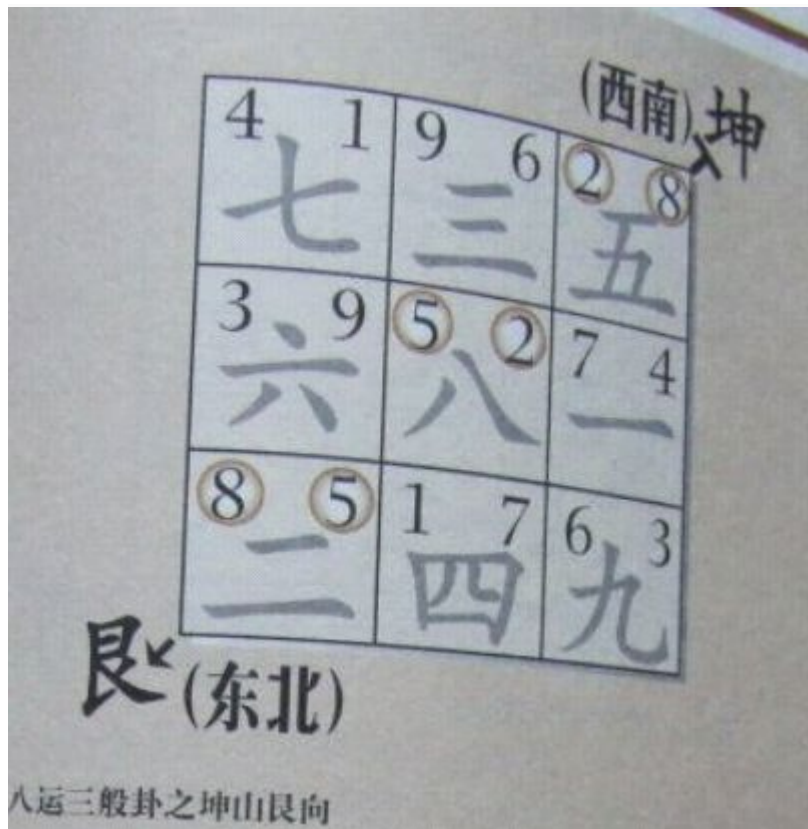 (西南) 坤
4 1 9 6 2 8
七 三 五
3 9 5 2 7 4
六 八 一
8 5 1 7 6 3
二 四 九
艮 (东北)
八运三般卦之坤山艮向